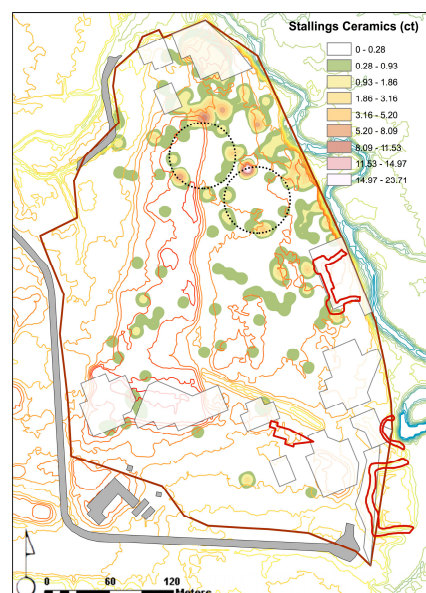 Stallings Ceramics (ct)
0 - 0.28
0.28 - 0.93
0.93 - 1.86
1.86 - 3.16
3.16 - 5.20
5.20 - 8.09
8.09 - 11.53
11.53 - 14.97
14.97 - 23.71
0 60 120
Meters